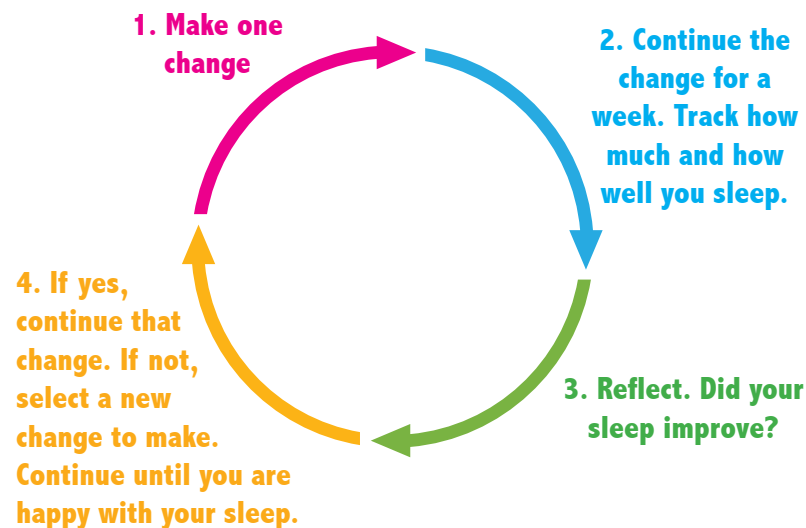 1. Make one
change
2. Continue the
change for a
week. Track how
much and how
well you sleep.
3. Reflect. Did your
sleep improve?
4. If yes,
continue that
change. If not,
select a new
change to make.
Continue until you are
happy with your sleep.